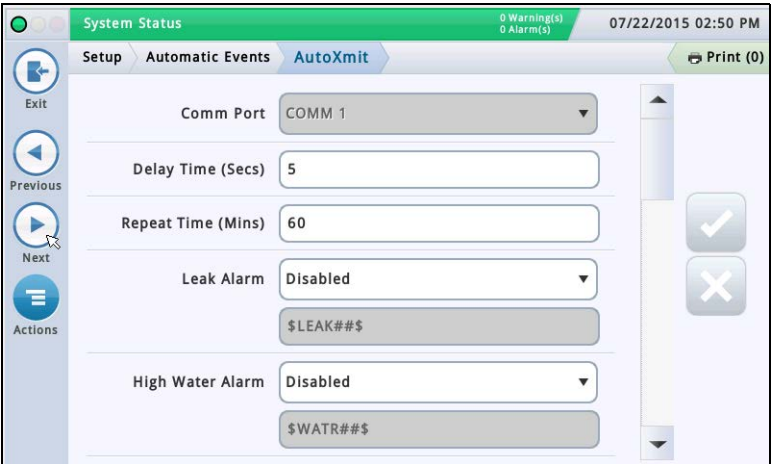 System Status
0 Warning(s)
0 Alarm(s)
07/22/2015 02:50 PM
Setup Automatic Events AutoXmit
Print (0)
Exit
Previous
Next
Actions
Comm Port COMM 1
Delay Time (Secs) 5
Repeat Time (Mins) 60
Leak Alarm Disabled
$LEAK##$
High Water Alarm Disabled
$WATR##$